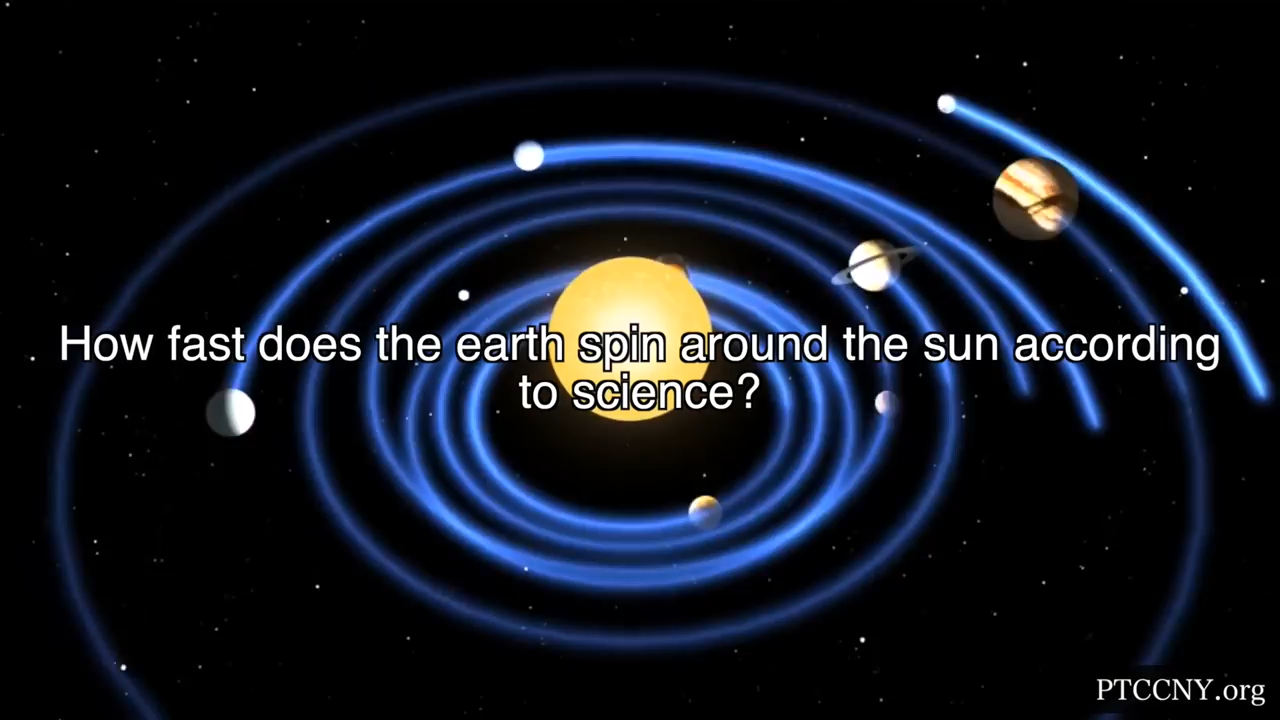 How fast does the earth spin around the sun according
to science?
PTCCNY.org